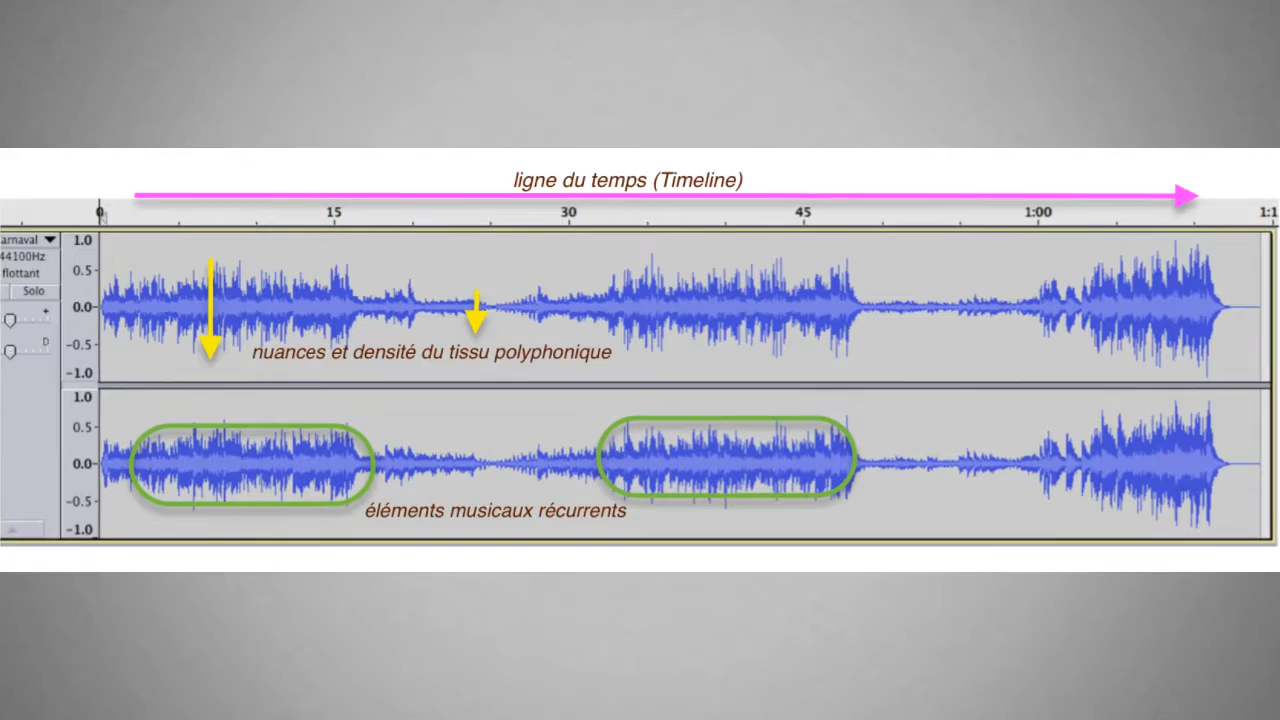 ligne du temps (Timeline)
0 15 30 45 1:00 1:1
arnaval
44100Hz
flottant
Solo
+
D
1.0
0.5
0.0
-0.5
-1.0
nuances et densité du tissu polyphonique
1.0
0.5
0.0
-0.5
-1.0
éléments musicaux récurrents